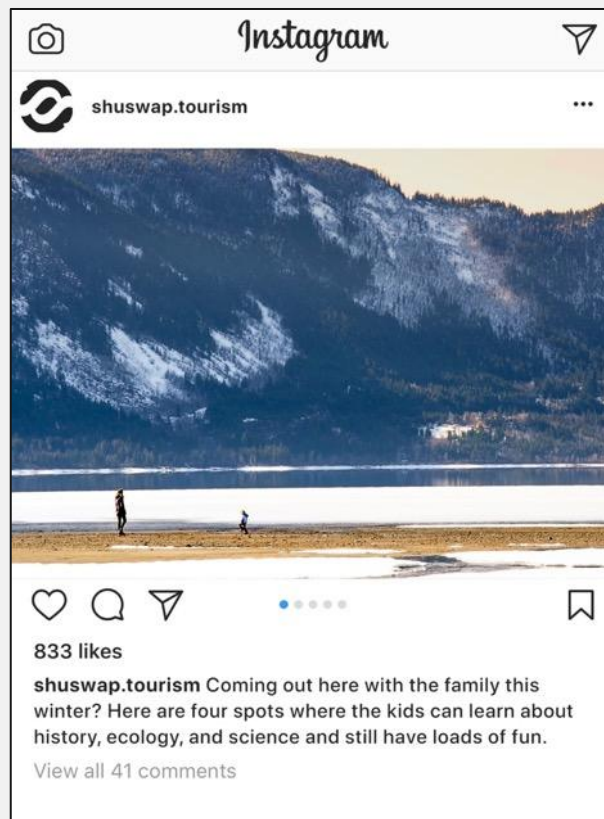 Instagram
shuswap.tourism
833 likes
shuswap.tourism Coming out here with the family this
winter? Here are four spots where the kids can learn about
history, ecology, and science and still have loads of fun.
View all 41 comments